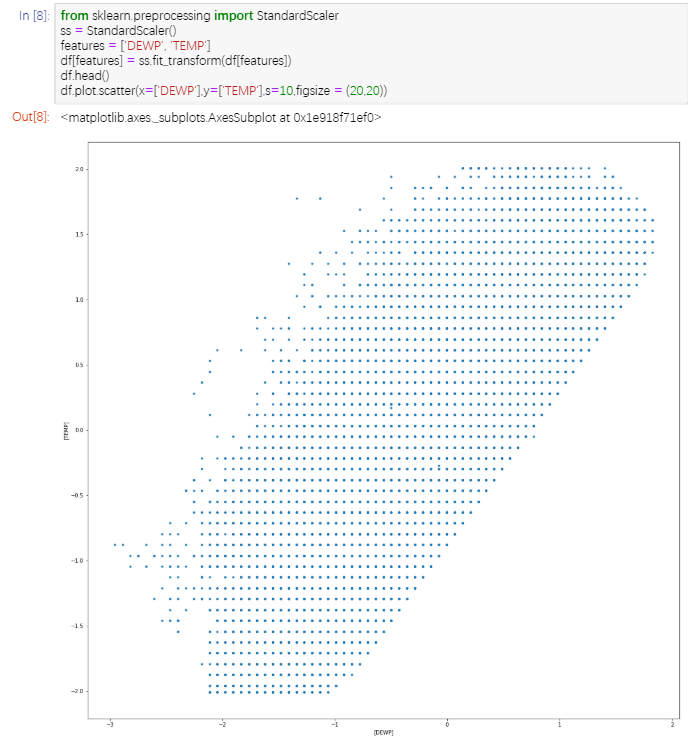 In [8]: from sklearn.preprocessing import StandardScaler
ss = StandardScaler()
features = ['DEWP', 'TEMP']
df[features] = ss.fit_transform(df[features])
df.head()
df.plot.scatter(x=['DEWP'],y=['TEMP'],s=10,figsize = (20,20))
Out[8]: <matplotlib.axes._subplots.AxesSubplot at 0x1e918f71ef0>
2.0
1.5
1.0
0.5
0.0
−0.5
−1.0
−1.5
−2.0
[TEMP]
−3 −2 −1 0 1 2
[DEWP]